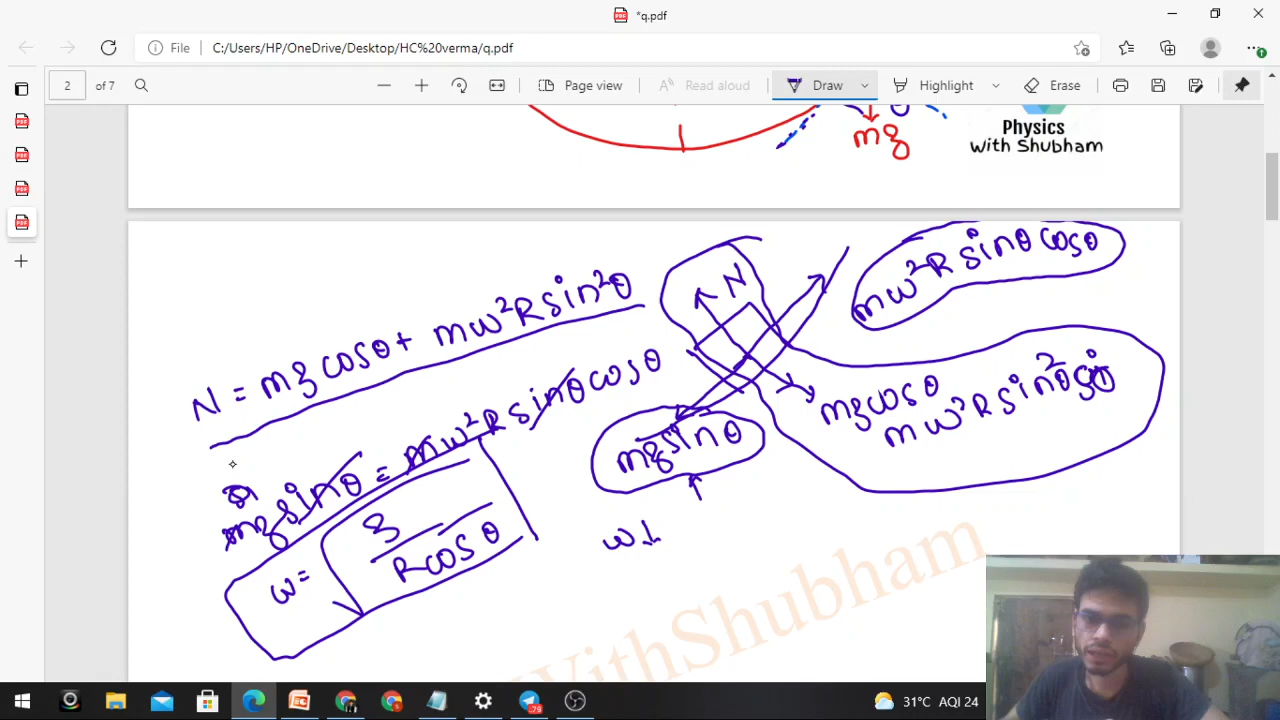 *q.pdf
File C:/Users/HP/OneDrive/Desktop/HC%20verma/q.pdf
2 of 7 Page view Read aloud Draw Highlight Erase
mg θ
Physics
With Shubham
mω²R sinθ cosθ
N
N = mg cosθ + mω²R sin²θ
mg sinθ = mω²R sinθ cosθ
mg cosθ
mω²R sin²θ
mg sinθ
ω = √(g / R cosθ)
WithShubham
79
31°C AQI 24